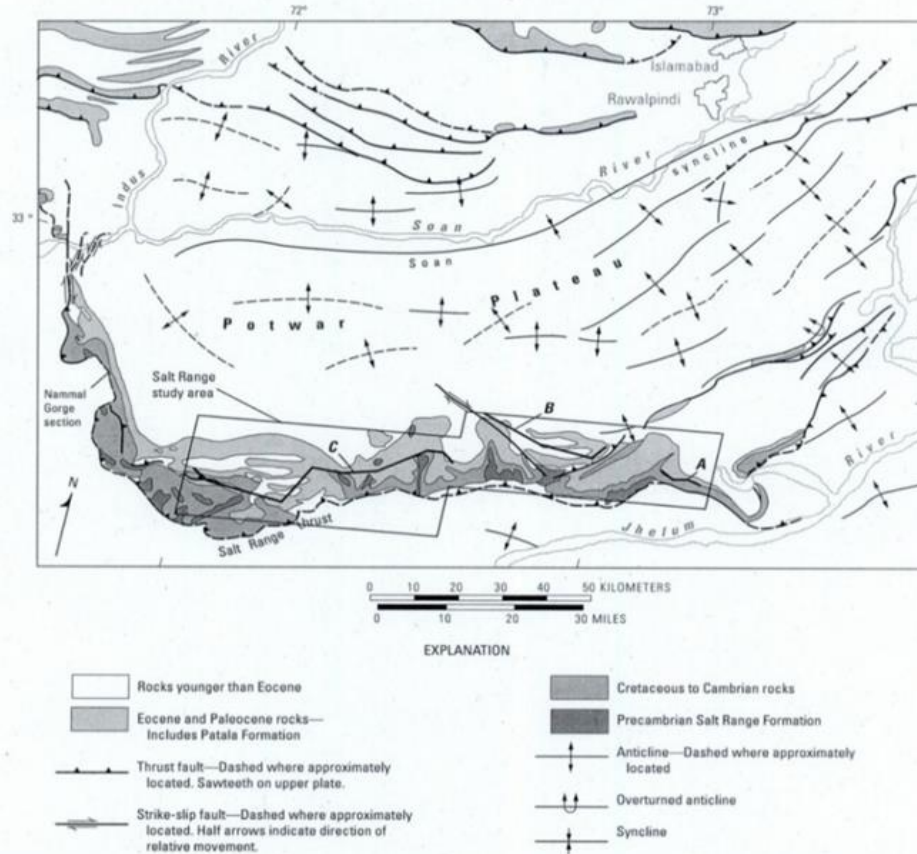 72°
73°
River
Islamabad
Rawalpindi
Indus
River
syncline
33°
Soan
Soan
Plateau
Potwar
Salt Range
study area
Nammal
Gorge
section
B
C
A
N
River
Jhelum
Salt Range thrust
0 10 20 30 40 50 KILOMETERS
0 10 20 30 MILES
EXPLANATION
Rocks younger than Eocene
Eocene and Paleocene rocks—
Includes Patala Formation
Thrust fault—Dashed where approximately
located. Sawteeth on upper plate.
Strike-slip fault—Dashed where approximately
located. Half arrows indicate direction of
relative movement.
Cretaceous to Cambrian rocks
Precambrian Salt Range Formation
Anticline—Dashed where approximately
located
Overturned anticline
Syncline